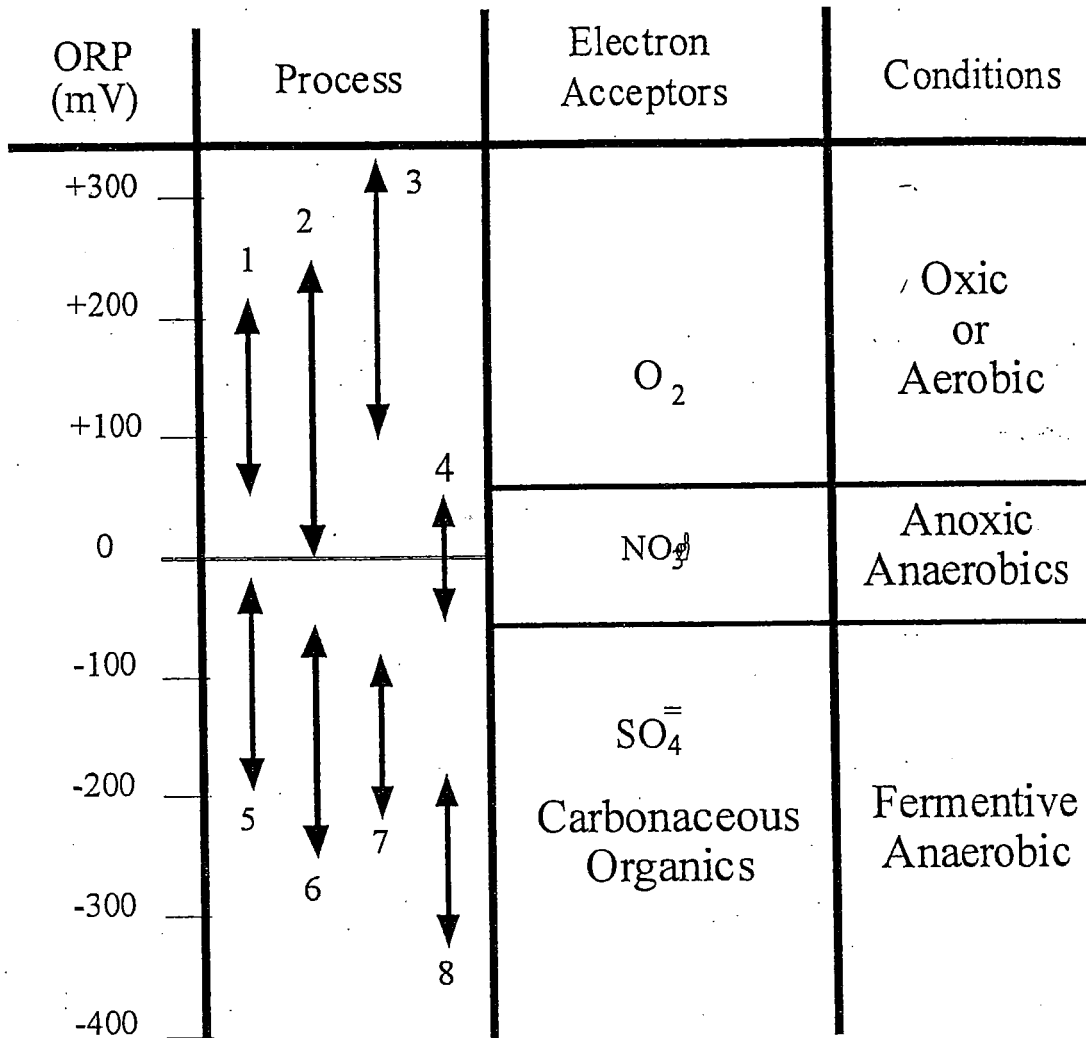 ORP
(mV)
Process
Electron
Acceptors
Conditions
+300
+200
+100
0
-100
-200
-300
-400
1
2
3
4
5
6
7
8
O2
NO3
SO4=
Carbonaceous
Organics
Oxic
or
Aerobic
Anoxic
Anaerobics
Fermentive
Anaerobic